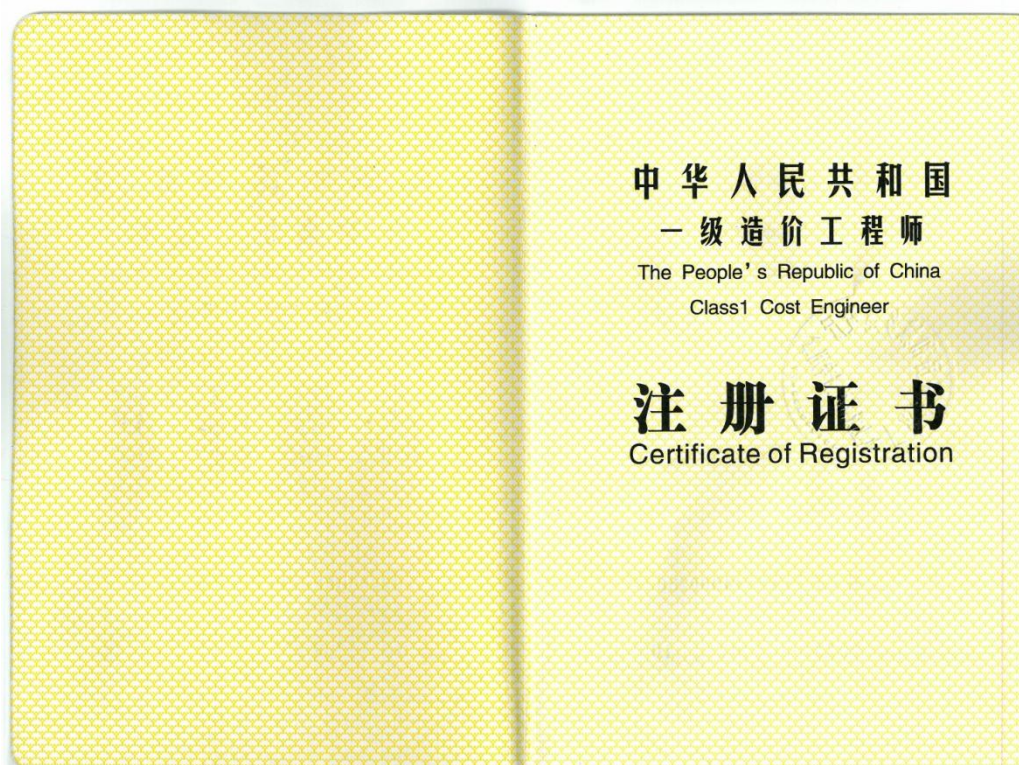 中华人民共和国
一级造价工程师
The People's Republic of China
Class1 Cost Engineer
注册证书
Certificate of Registration